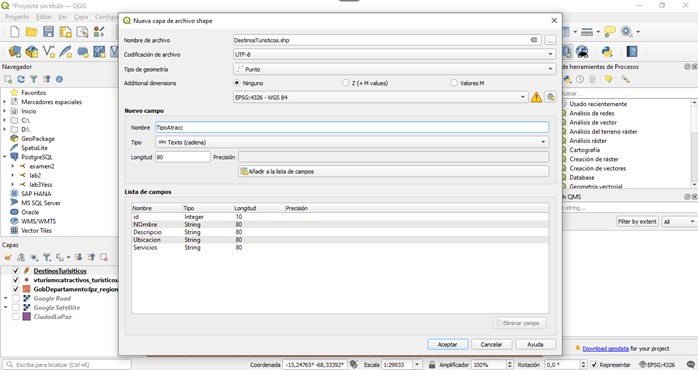 *Proyecto sin título — QGIS
Proyecto Editar Ver Capa
Navegador
Favoritos
Marcadores espaciales
Inicio
C:\
D:\
GeoPackage
SpatiaLite
PostgreSQL
examen2
lab2
lab3Yess
SAP HANA
MS SQL Server
Oracle
WMS/WMTS
Vector Tiles
Capas
DestinosTurisiticos
vturismoatractivos_turisticos
GobDepartamentolpz_region
Google Road
Google Satellite
CiudadLaPaz
Nueva capa de archivo shape
Nombre de archivo DestinosTuristicos.shp ...
Codificación de archivo UTF-8
Tipo de geometría Punto
Additional dimensions Ninguno Z (+ M values) Valores M
EPSG:4326 - WGS 84
Nuevo campo
Nombre TipoAtracc
Tipo abc Texto (cadena)
Longitud 80 Precisión
Añadir a la lista de campos
Lista de campos
Nombre Tipo Longitud Precisión
id Integer 10
NOmbre String 80
Descripcio String 80
Ubicacion String 80
Servicios String 80
Eliminar campo
Aceptar Cancelar Ayuda
de herramientas de Procesos
Buscar...
Usado recientemente
Análisis de redes
Análisis de vector
Análisis del terreno
Análisis ráster
Cartografía
Creación de ráster
Creación de vectores
Database
Geometría vectorial
QMS
string...
Filter by extent All
Download geodata for your project
Escriba para localizar (Ctrl+K)
Coordenada -13,24765° -68,33392° Escala 1:29933 Amplificador 100% Rotación 0,0 ° Representar EPSG:4326